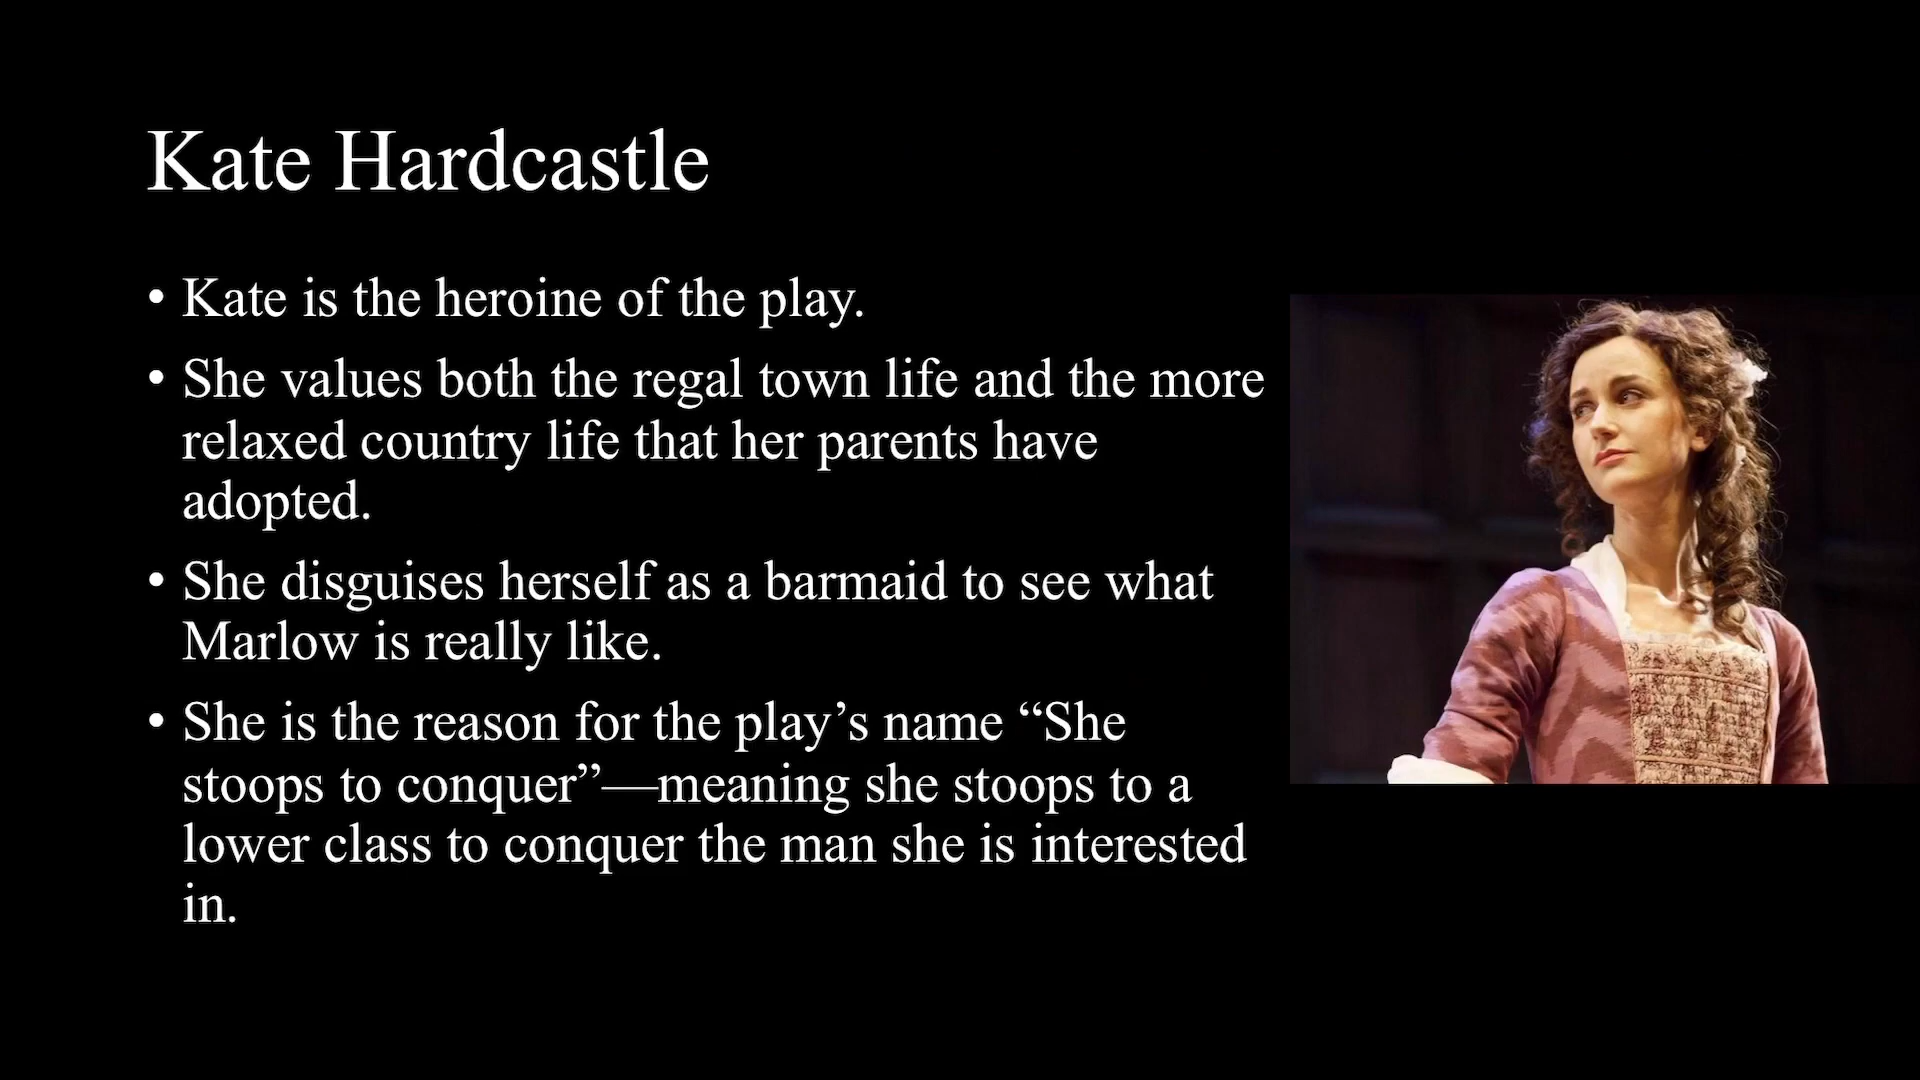 Kate Hardcastle
• Kate is the heroine of the play.
• She values both the regal town life and the more
relaxed country life that her parents have
adopted.
• She disguises herself as a barmaid to see what
Marlow is really like.
• She is the reason for the play’s name “She
stoops to conquer”—meaning she stoops to a
lower class to conquer the man she is interested
in.